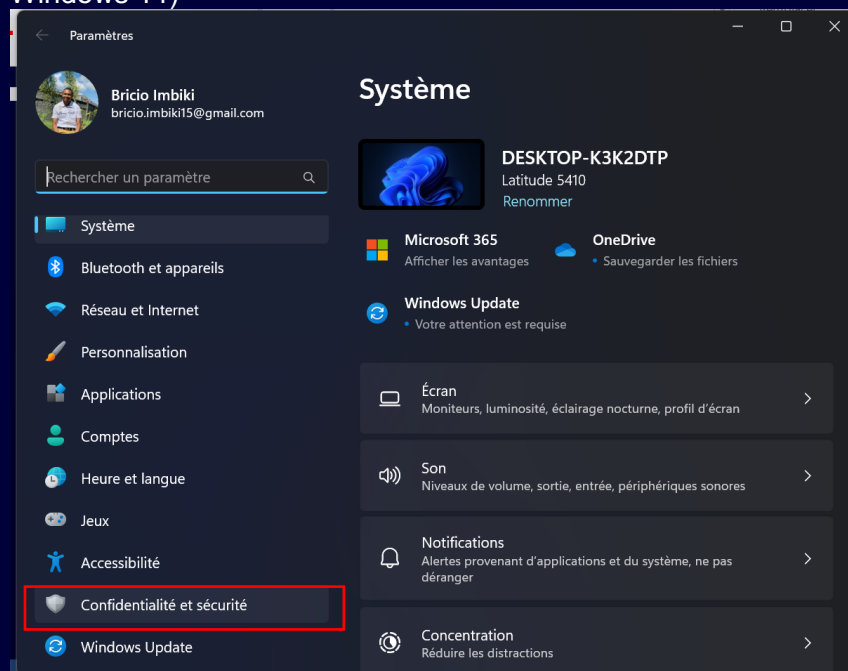 Windows 11)
Paramètres
Bricio Imbiki
bricio.imbiki15@gmail.com
Rechercher un paramètre
Système
Bluetooth et appareils
Réseau et Internet
Personnalisation
Applications
Comptes
Heure et langue
Jeux
Accessibilité
Confidentialité et sécurité
Windows Update
Système
DESKTOP-K3K2DTP
Latitude 5410
Renommer
Microsoft 365
Afficher les avantages
OneDrive
• Sauvegarder les fichiers
Windows Update
• Votre attention est requise
Écran
Moniteurs, luminosité, éclairage nocturne, profil d'écran
Son
Niveaux de volume, sortie, entrée, périphériques sonores
Notifications
Alertes provenant d'applications et du système, ne pas
déranger
Concentration
Réduire les distractions